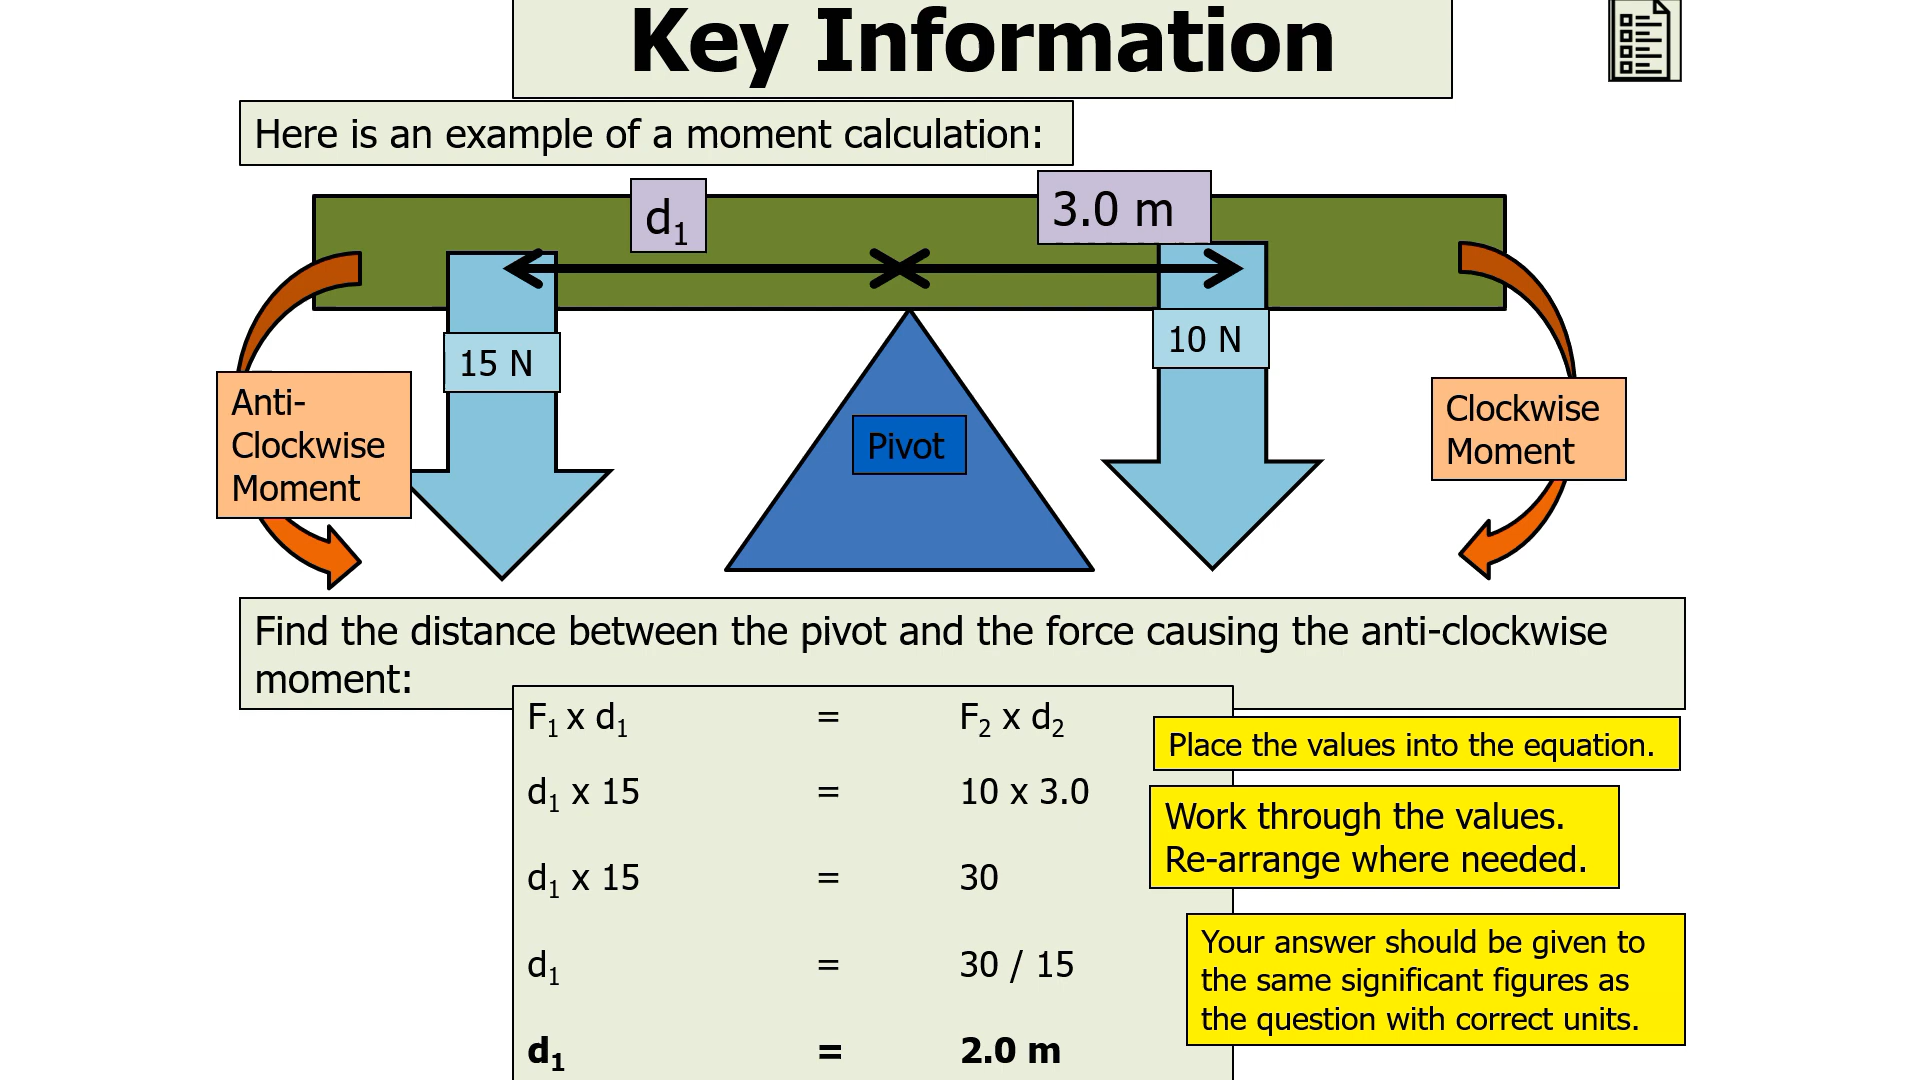 Key Information
Here is an example of a moment calculation:
d₁
3.0 m
15 N
10 N
Anti-
Clockwise
Moment
Pivot
Clockwise
Moment
Find the distance between the pivot and the force causing the anti-clockwise
moment:
F₁ x d₁ = F₂ x d₂
d₁ x 15 = 10 x 3.0
d₁ x 15 = 30
d₁ = 30 / 15
d₁ = 2.0 m
Place the values into the equation.
Work through the values.
Re-arrange where needed.
Your answer should be given to
the same significant figures as
the question with correct units.